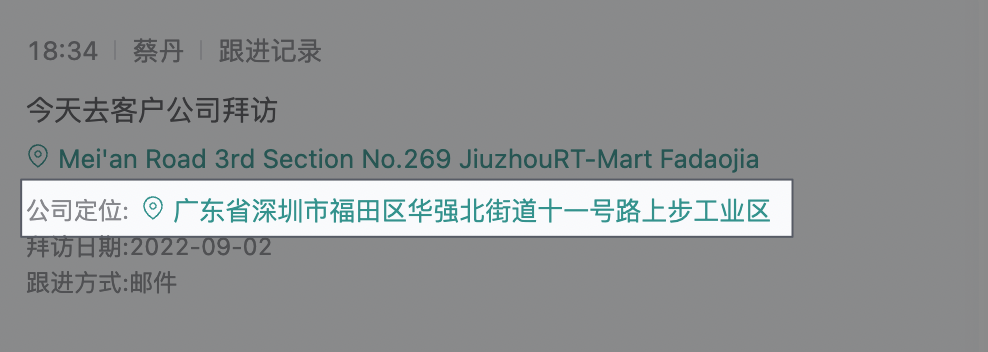 18:34 | 蔡丹 | 跟进记录
今天去客户公司拜访
Mei'an Road 3rd Section No.269 JiuzhouRT-Mart Fadaojia
公司定位: 广东省深圳市福田区华强北街道十一号路上步工业区
拜访日期:2022-09-02
跟进方式:邮件